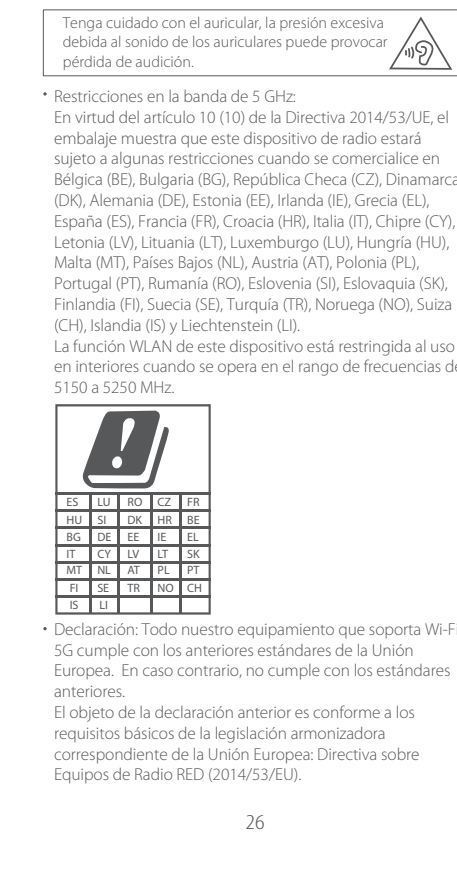 Tenga cuidado con el auricular, la presión excesiva
debida al sonido de los auriculares puede provocar
pérdida de audición.
• Restricciones en la banda de 5 GHz:
En virtud del artículo 10 (10) de la Directiva 2014/53/UE, el
embalaje muestra que este dispositivo de radio estará
sujeto a algunas restricciones cuando se comercialice en
Bélgica (BE), Bulgaria (BG), República Checa (CZ), Dinamarca
(DK), Alemania (DE), Estonia (EE), Irlanda (IE), Grecia (EL),
España (ES), Francia (FR), Croacia (HR), Italia (IT), Chipre (CY),
Letonia (LV), Lituania (LT), Luxemburgo (LU), Hungría (HU),
Malta (MT), Países Bajos (NL), Austria (AT), Polonia (PL),
Portugal (PT), Rumanía (RO), Eslovenia (SI), Eslovaquia (SK),
Finlandia (FI), Suecia (SE), Turquía (TR), Noruega (NO), Suiza
(CH), Islandia (IS) y Liechtenstein (LI).
La función WLAN de este dispositivo está restringida al uso
en interiores cuando se opera en el rango de frecuencias de
5150 a 5250 MHz.
ES LU RO CZ FR
HU SI DK HR BE
BG DE EE IE EL
IT CY LV LT SK
MT NL AT PL PT
FI SE TR NO CH
IS LI
• Declaración: Todo nuestro equipamiento que soporta Wi-Fi
5G cumple con los anteriores estándares de la Unión
Europea. En caso contrario, no cumple con los estándares
anteriores.
El objeto de la declaración anterior es conforme a los
requisitos básicos de la legislación armonizadora
correspondiente de la Unión Europea: Directiva sobre
Equipos de Radio RED (2014/53/EU).
26